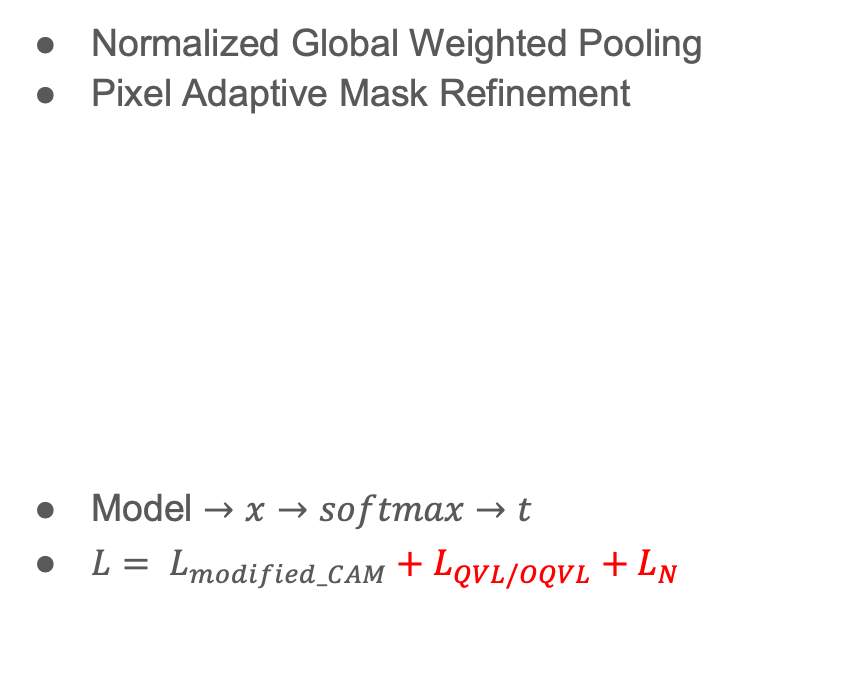 ● Normalized Global Weighted Pooling
● Pixel Adaptive Mask Refinement
● Model → x → softmax → t
● L = L_modified_CAM + L_QVL/OQVL + L_N